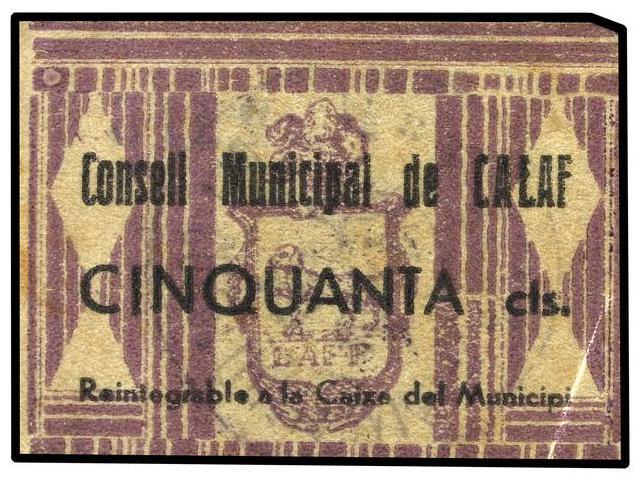 Consell Municipal de CALAF
CINQUANTA cts.
Reintegrable a la Caixa del Municipi